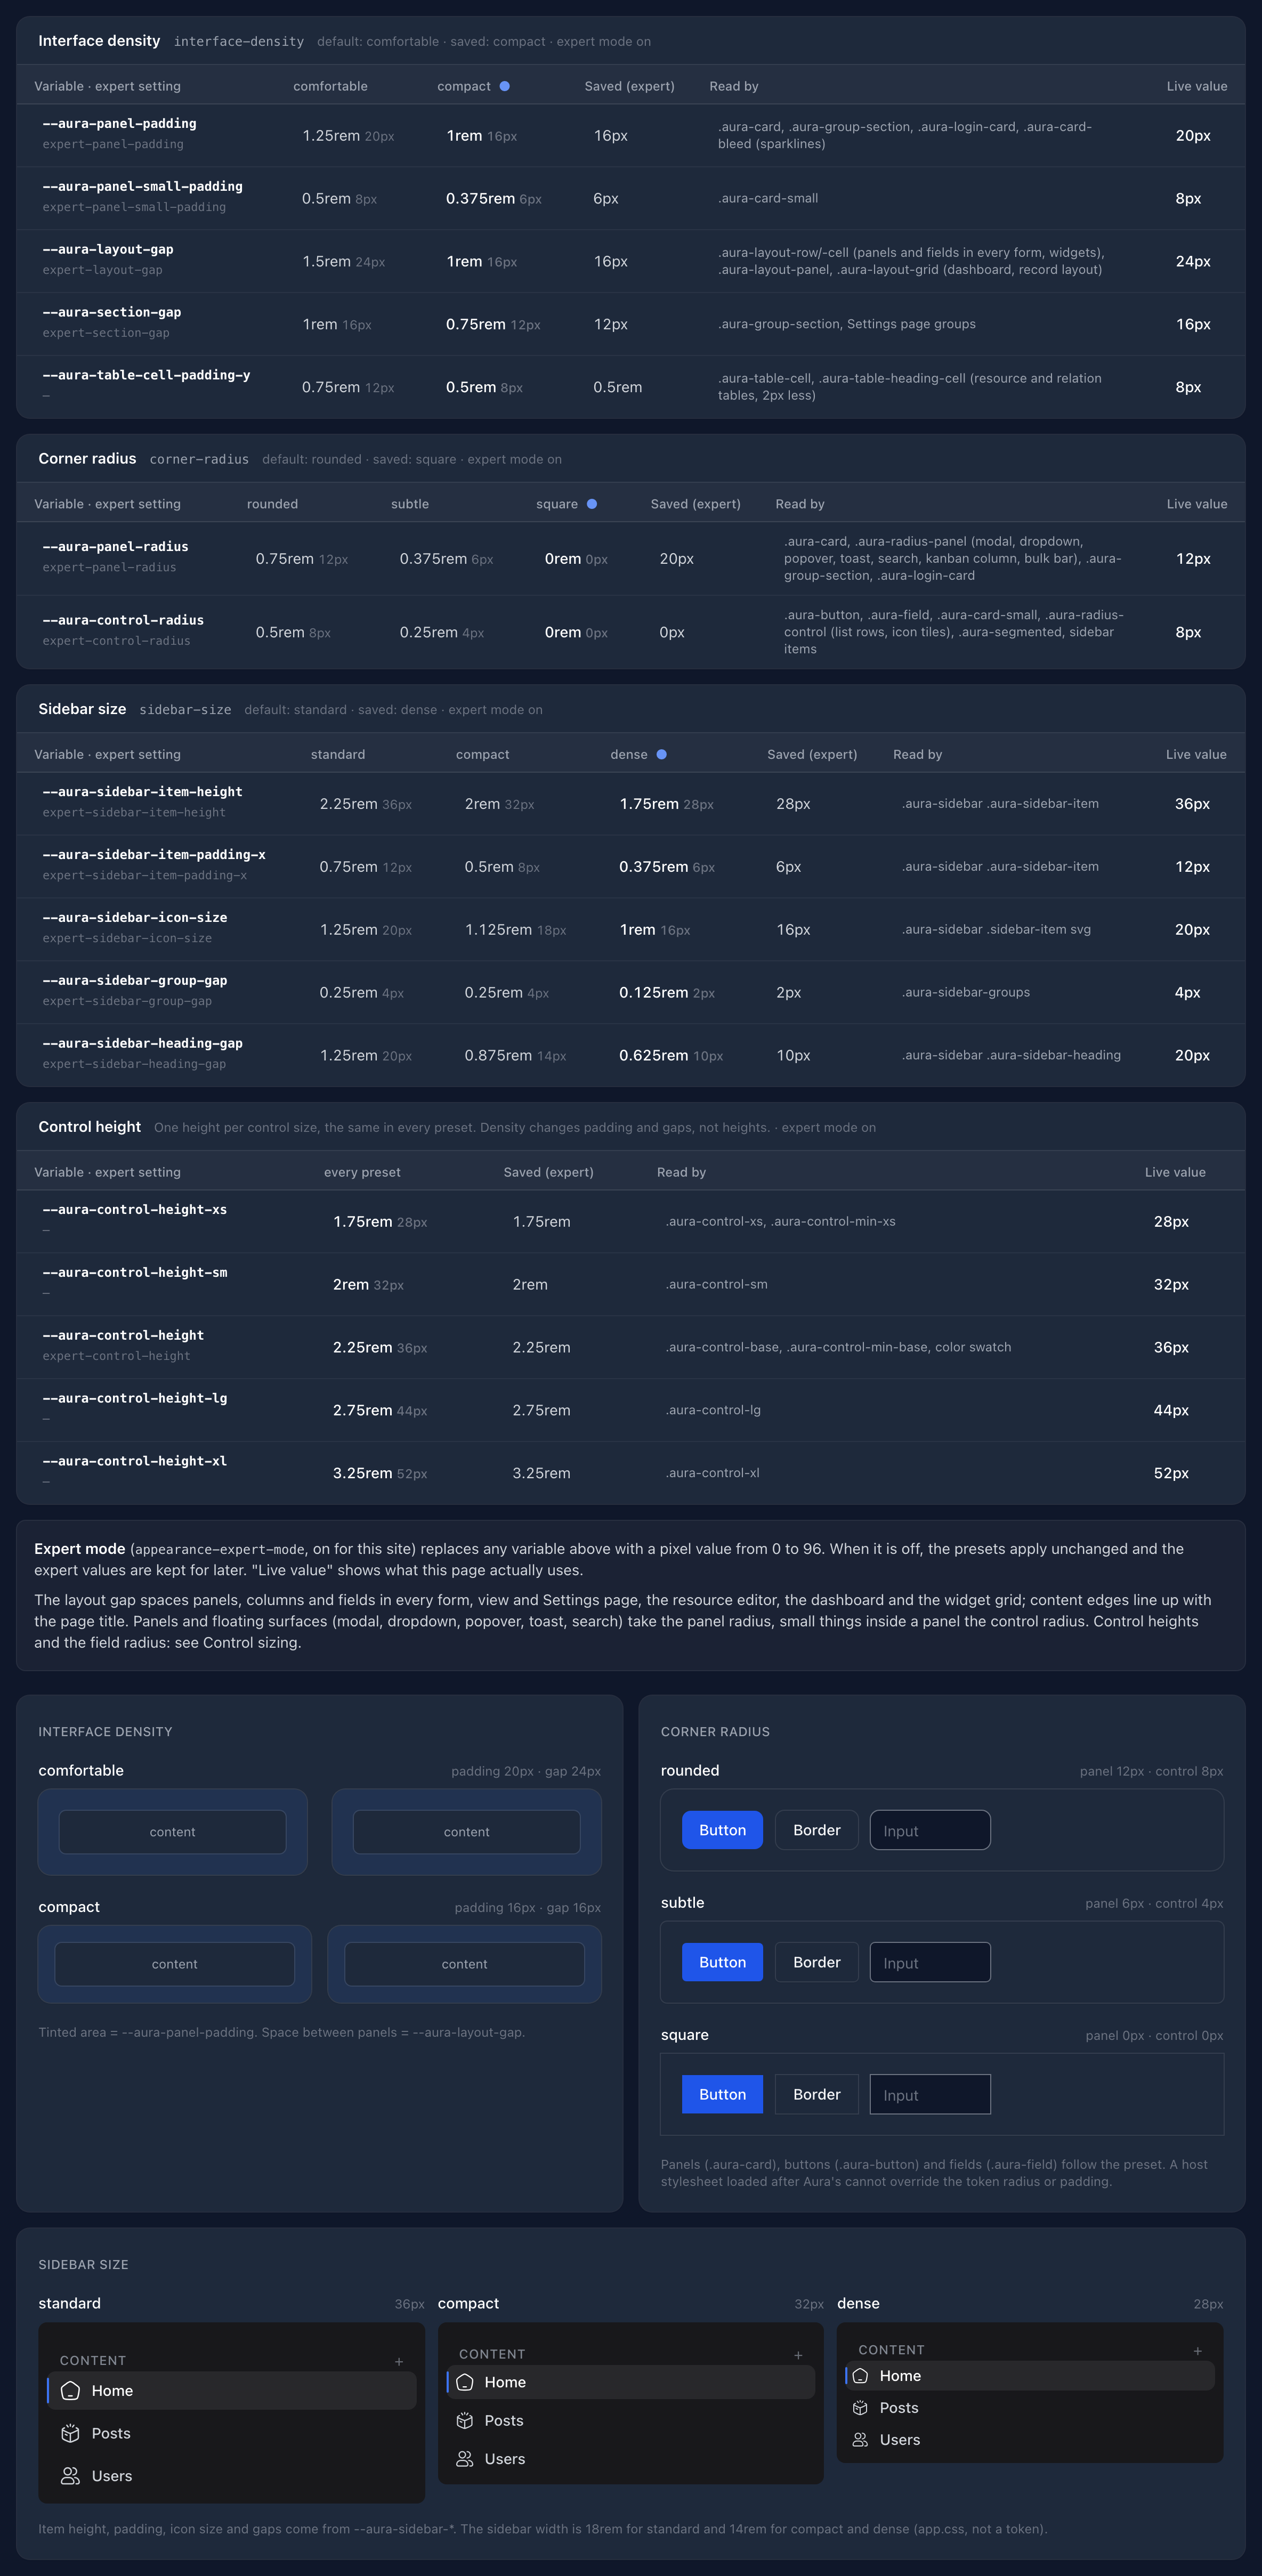 Interface density interface-density default: comfortable · saved: compact · expert mode on
Variable · expert setting comfortable compact Saved (expert) Read by Live value
--aura-panel-padding
expert-panel-padding
1.25rem 20px 1rem 16px 16px
.aura-card, .aura-group-section, .aura-login-card, .aura-card-
bleed (sparklines)
20px
--aura-panel-small-padding
expert-panel-small-padding
0.5rem 8px 0.375rem 6px 6px .aura-card-small 8px
--aura-layout-gap
expert-layout-gap
1.5rem 24px 1rem 16px 16px
.aura-layout-row/-cell (panels and fields in every form, widgets),
.aura-layout-panel, .aura-layout-grid (dashboard, record layout)
24px
--aura-section-gap
expert-section-gap
1rem 16px 0.75rem 12px 12px .aura-group-section, Settings page groups 16px
--aura-table-cell-padding-y
—
0.75rem 12px 0.5rem 8px 0.5rem
.aura-table-cell, .aura-table-heading-cell (resource and relation
tables, 2px less)
8px
Corner radius corner-radius default: rounded · saved: square · expert mode on
Variable · expert setting rounded subtle square Saved (expert) Read by Live value
--aura-panel-radius
expert-panel-radius
0.75rem 12px 0.375rem 6px 0rem 0px 20px
.aura-card, .aura-radius-panel (modal, dropdown,
popover, toast, search, kanban column, bulk bar), .aura-
group-section, .aura-login-card
12px
--aura-control-radius
expert-control-radius
0.5rem 8px 0.25rem 4px 0rem 0px 0px
.aura-button, .aura-field, .aura-card-small, .aura-radius-
control (list rows, icon tiles), .aura-segmented, sidebar
items
8px
Sidebar size sidebar-size default: standard · saved: dense · expert mode on
Variable · expert setting standard compact dense Saved (expert) Read by Live value
--aura-sidebar-item-height
expert-sidebar-item-height
2.25rem 36px 2rem 32px 1.75rem 28px 28px .aura-sidebar .aura-sidebar-item 36px
--aura-sidebar-item-padding-x
expert-sidebar-item-padding-x
0.75rem 12px 0.5rem 8px 0.375rem 6px 6px .aura-sidebar .aura-sidebar-item 12px
--aura-sidebar-icon-size
expert-sidebar-icon-size
1.25rem 20px 1.125rem 18px 1rem 16px 16px .aura-sidebar .sidebar-item svg 20px
--aura-sidebar-group-gap
expert-sidebar-group-gap
0.25rem 4px 0.25rem 4px 0.125rem 2px 2px .aura-sidebar-groups 4px
--aura-sidebar-heading-gap
expert-sidebar-heading-gap
1.25rem 20px 0.875rem 14px 0.625rem 10px 10px .aura-sidebar .aura-sidebar-heading 20px
Control height One height per control size, the same in every preset. Density changes padding and gaps, not heights. · expert mode on
Variable · expert setting every preset Saved (expert) Read by Live value
--aura-control-height-xs
—
1.75rem 28px 1.75rem .aura-control-xs, .aura-control-min-xs 28px
--aura-control-height-sm
—
2rem 32px 2rem .aura-control-sm 32px
--aura-control-height
expert-control-height
2.25rem 36px 2.25rem .aura-control-base, .aura-control-min-base, color swatch 36px
--aura-control-height-lg
—
2.75rem 44px 2.75rem .aura-control-lg 44px
--aura-control-height-xl
—
3.25rem 52px 3.25rem .aura-control-xl 52px
Expert mode (appearance-expert-mode, on for this site) replaces any variable above with a pixel value from 0 to 96. When it is off, the presets apply unchanged and the
expert values are kept for later. "Live value" shows what this page actually uses.
The layout gap spaces panels, columns and fields in every form, view and Settings page, the resource editor, the dashboard and the widget grid; content edges line up with
the page title. Panels and floating surfaces (modal, dropdown, popover, toast, search) take the panel radius, small things inside a panel the control radius. Control heights
and the field radius: see Control sizing.
INTERFACE DENSITY
comfortable padding 20px · gap 24px
content content
compact padding 16px · gap 16px
content content
Tinted area = --aura-panel-padding. Space between panels = --aura-layout-gap.
CORNER RADIUS
rounded panel 12px · control 8px
Button Border Input
subtle panel 6px · control 4px
Button Border Input
square panel 0px · control 0px
Button Border Input
Panels (.aura-card), buttons (.aura-button) and fields (.aura-field) follow the preset. A host
stylesheet loaded after Aura's cannot override the token radius or padding.
SIDEBAR SIZE
standard 36px
CONTENT +
Home
Posts
Users
compact 32px
CONTENT +
Home
Posts
Users
dense 28px
CONTENT +
Home
Posts
Users
Item height, padding, icon size and gaps come from --aura-sidebar-*. The sidebar width is 18rem for standard and 14rem for compact and dense (app.css, not a token).